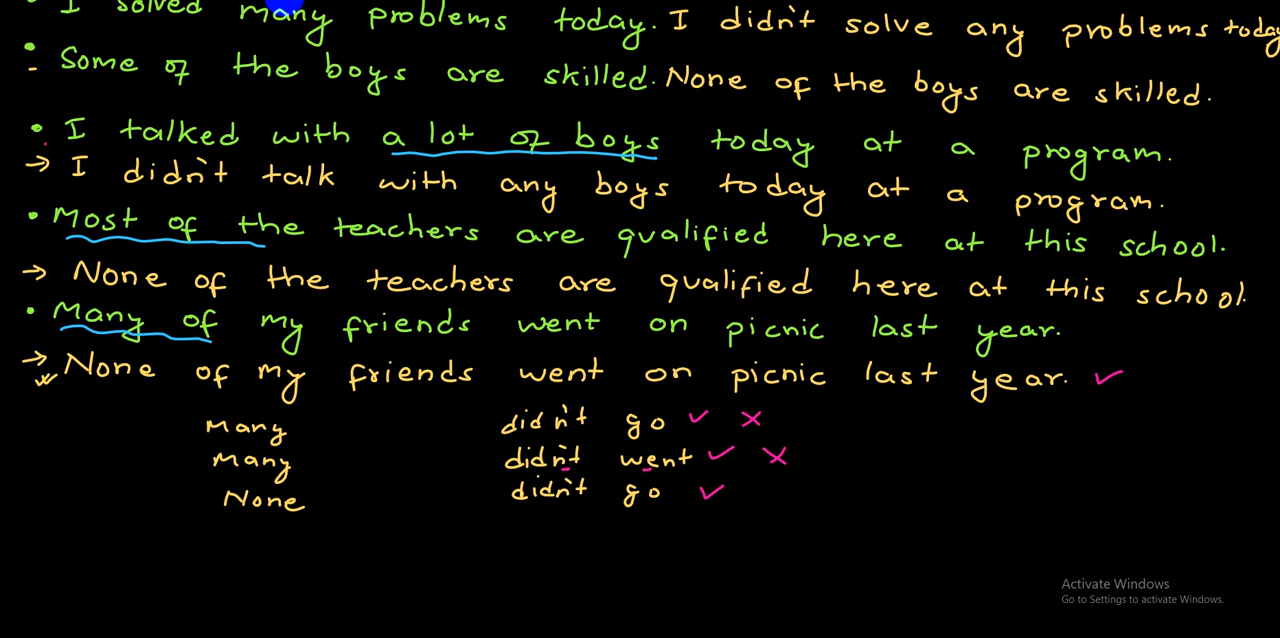 I solved many problems today. I didn't solve any problems today
Some of the boys are skilled. None of the boys are skilled.
I talked with a lot of boys today at a program.
→ I didn't talk with any boys today at a program.
Most of the teachers are qualified here at this school.
→ None of the teachers are qualified here at this school.
Many of my friends went on picnic last year.
→ None of my friends went on picnic last year. ✓
Many didn't go ✓ ✗
Many didn't went ✓ ✗
None didn't go ✓
Activate Windows
Go to Settings to activate Windows.